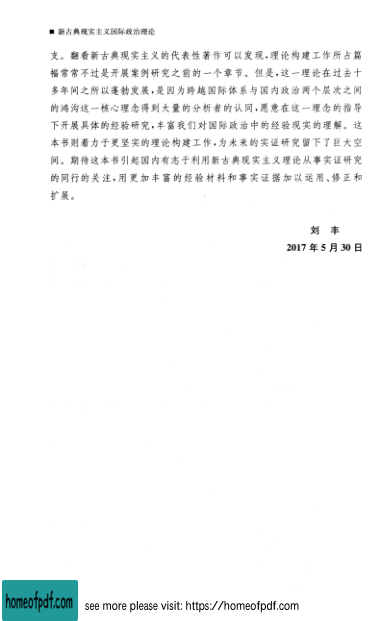 ■ 新古典现实主义国际政治理论
支。翻看新古典现实主义的代表性著作可以发现,理论构建工作所占篇
幅常常不过是开展案例研究之前的一个章节。但是,这一理论在过去十
多年间之所以蓬勃发展,是因为跨越国际体系与国内政治两个层次之间
的鸿沟这一核心理念得到大量的分析者的认同,愿意在这一理念的指导
下开展具体的经验研究,丰富我们对国际政治中的经验现实的理解。这
本书则着力于更坚实的理论构建工作,为未来的实证研究留下了巨大空
间。期待这本书引起国内有志于利用新古典现实主义理论从事实证研究
的同行的关注,用更加丰富的经验材料和事实证据加以运用、修正和
扩展。
刘 丰
2017 年 5 月 30 日
homeofpdf.com
see more please visit: https://homeofpdf.com